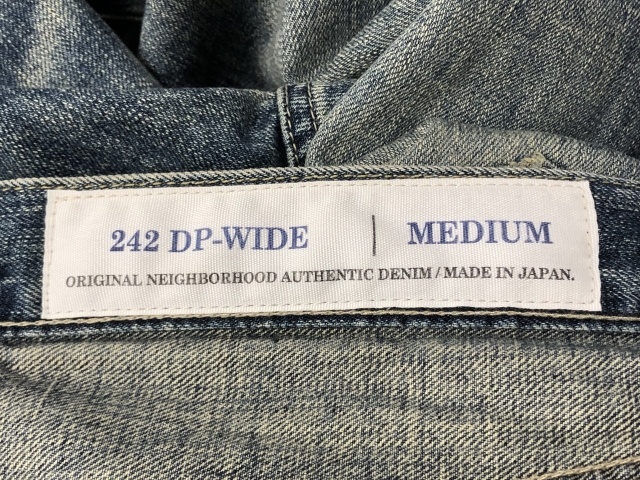 242 DP-WIDE | MEDIUM
ORIGINAL NEIGHBORHOOD AUTHENTIC DENIM / MADE IN JAPAN.